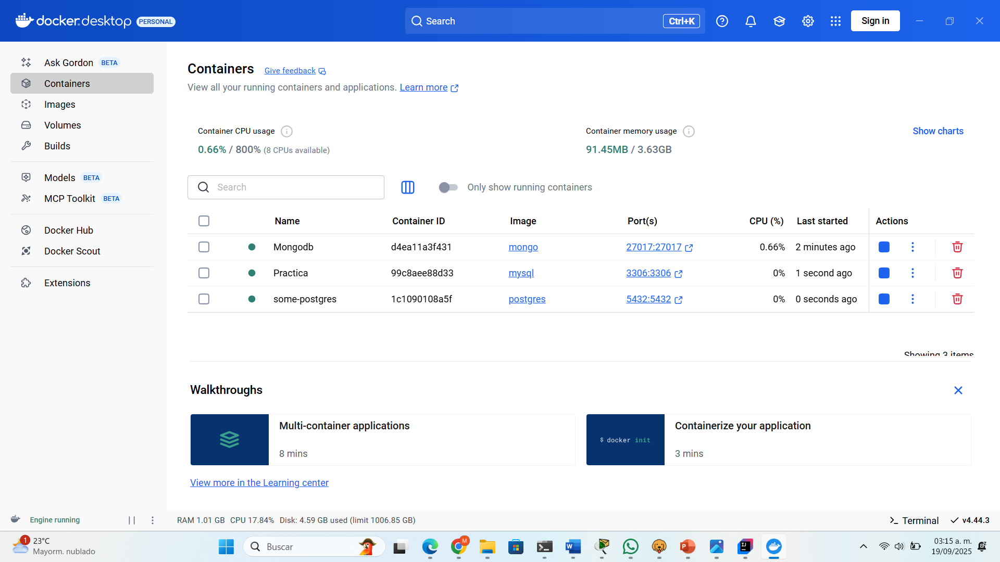 docker.desktop PERSONAL
Search Ctrl+K
Sign in
Ask Gordon BETA
Containers
Images
Volumes
Builds
Models BETA
MCP Toolkit BETA
Docker Hub
Docker Scout
Extensions
Containers Give feedback
View all your running containers and applications. Learn more
Container CPU usage
0.66% / 800% (8 CPUs available)
Container memory usage
91.45MB / 3.63GB
Show charts
Search
Only show running containers
Name Container ID Image Port(s) CPU (%) Last started Actions
Mongodb d4ea11a3f431 mongo 27017:27017 0.66% 2 minutes ago
Practica 99c8aee88d33 mysql 3306:3306 0% 1 second ago
some-postgres 1c1090108a5f postgres 5432:5432 0% 0 seconds ago
Showing 3 items
Walkthroughs
Multi-container applications
8 mins
$ docker init
Containerize your application
3 mins
View more in the Learning center
Engine running
RAM 1.01 GB CPU 17.84% Disk: 4.59 GB used (limit 1006.85 GB)
Terminal
v4.44.3
1
23°C
Mayorm. nublado
Buscar
M
W
P
IJ
03:15 a. m.
19/09/2025